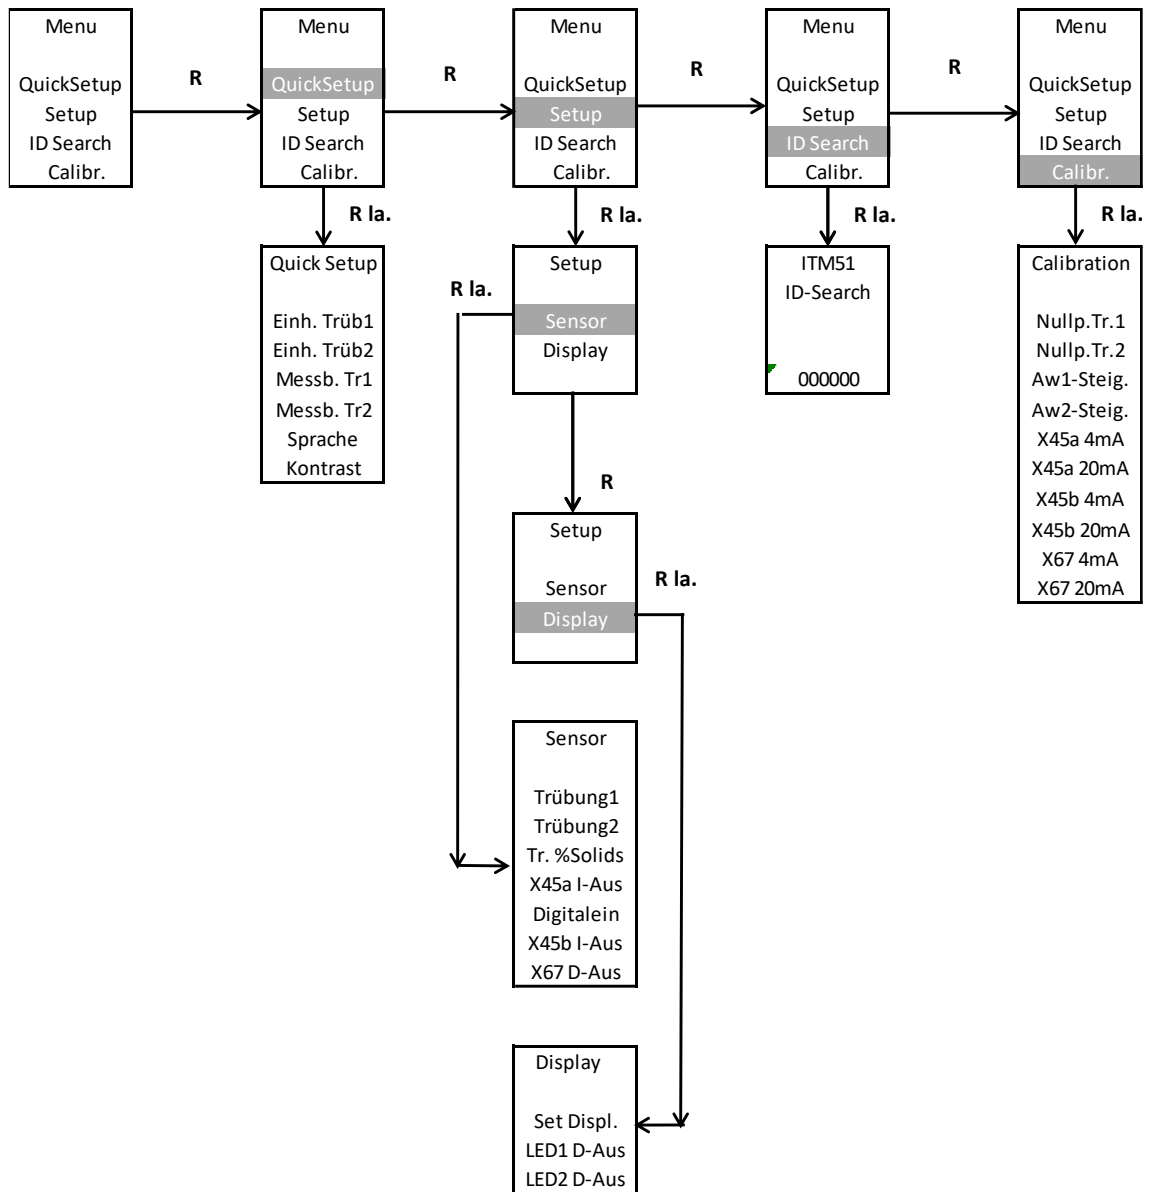 Menu
QuickSetup
Setup
ID Search
Calibr.
R
Menu
QuickSetup
Setup
ID Search
Calibr.
R
Menu
QuickSetup
Setup
ID Search
Calibr.
R
Menu
QuickSetup
Setup
ID Search
Calibr.
R
Menu
QuickSetup
Setup
ID Search
Calibr.
R la.
Quick Setup
Einh. Trüb1
Einh. Trüb2
Messb. Tr1
Messb. Tr2
Sprache
Kontrast
R la.
Setup
Sensor
Display
R la.
R
Setup
Sensor
Display
R la.
Sensor
Trübung1
Trübung2
Tr. %Solids
X45a I-Aus
Digitalein
X45b I-Aus
X67 D-Aus
Display
Set Displ.
LED1 D-Aus
LED2 D-Aus
R la.
ITM51
ID-Search
000000
R la.
Calibration
Nullp.Tr.1
Nullp.Tr.2
Aw1-Steig.
Aw2-Steig.
X45a 4mA
X45a 20mA
X45b 4mA
X45b 20mA
X67 4mA
X67 20mA